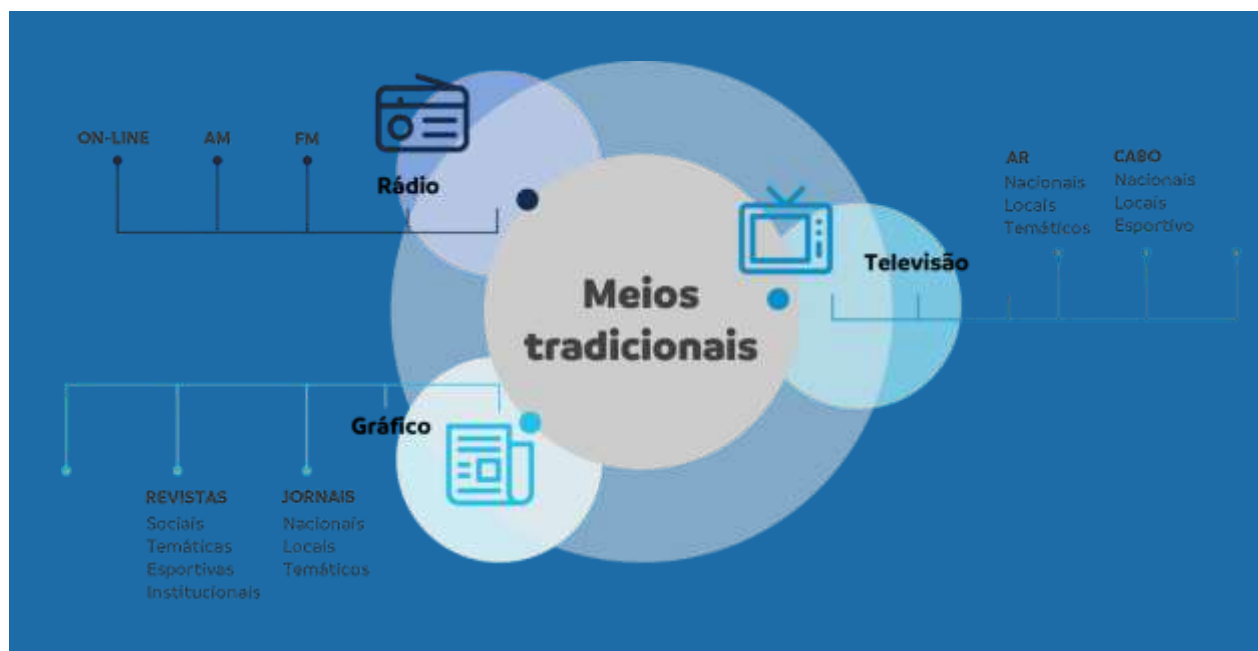 ON-LINE
AM
FM
Rádio
AR
Nacionais
Locais
Temáticos
CABO
Nacionais
Locais
Esportivo
Televisão
Meios
tradicionais
Gráfico
REVISTAS
Sociais
Temáticas
Esportivas
Institucionais
JORNAIS
Nacionais
Locais
Temáticos